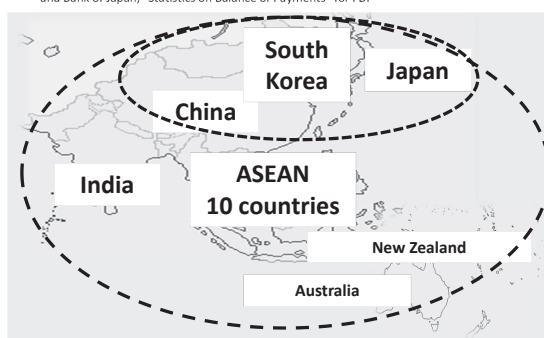 and Bank of Japan, "Statistics on Balance of Payments" for PDF
South
Korea
Japan
China
India
ASEAN
10 countries
New Zealand
Australia